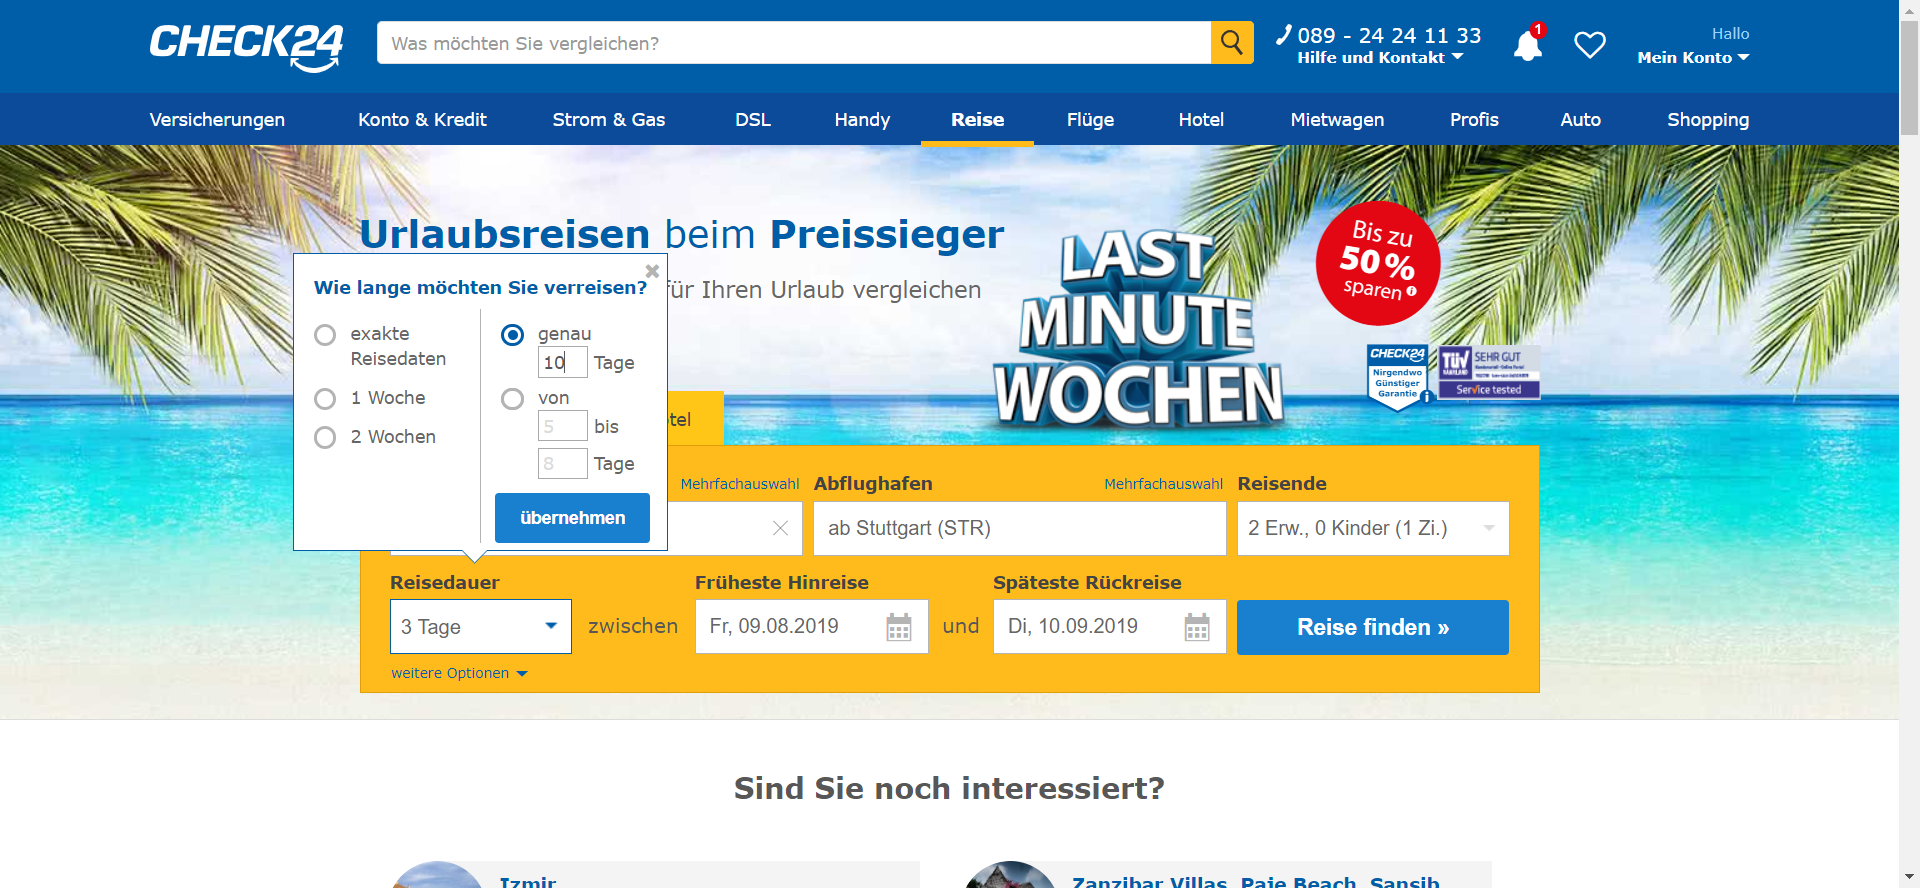 CHECK24
Was möchten Sie vergleichen?
089 - 24 24 11 33
Hilfe und Kontakt
1
Hallo
Mein Konto
Versicherungen
Konto & Kredit
Strom & Gas
DSL
Handy
Reise
Flüge
Hotel
Mietwagen
Profis
Auto
Shopping
Urlaubsreisen beim Preissieger
für Ihren Urlaub vergleichen
LAST
MINUTE
WOCHEN
Bis zu
50 %
sparen
CHECK24
Nirgendwo
Günstiger
Garantie
TÜV
SEHR GUT
Service tested
Wie lange möchten Sie verreisen?
exakte
Reisedaten
1 Woche
2 Wochen
genau
10 Tage
von
5 bis
8 Tage
übernehmen
tel
Mehrfachauswahl
Abflughafen
Mehrfachauswahl
Reisende
ab Stuttgart (STR)
2 Erw., 0 Kinder (1 Zi.)
Reisedauer
Früheste Hinreise
Späteste Rückreise
3 Tage
zwischen
Fr, 09.08.2019
und
Di, 10.09.2019
Reise finden »
weitere Optionen
Sind Sie noch interessiert?
Izmir
Zanzibar Villas, Paje Beach, Sansib